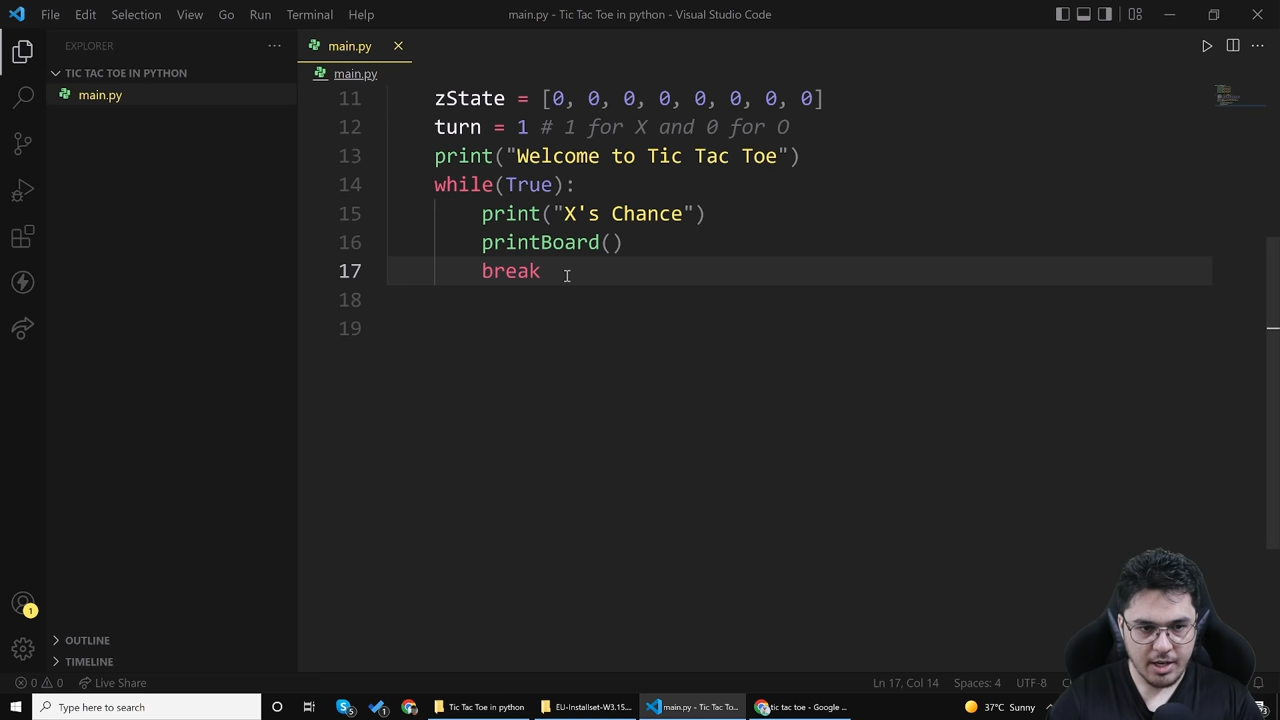 File Edit Selection View Go Run Terminal Help
main.py - Tic Tac Toe in python - Visual Studio Code
EXPLORER
TIC TAC TOE IN PYTHON
main.py
main.py
main.py
11 zState = [0, 0, 0, 0, 0, 0, 0, 0]
12 turn = 1 # 1 for X and 0 for O
13 print("Welcome to Tic Tac Toe")
14 while(True):
15 print("X's Chance")
16 printBoard()
17 break
18
19
1
OUTLINE
TIMELINE
0 0 Live Share
Ln 17, Col 14 Spaces: 4 UTF-8
Type here to search
5
1
Tic Tac Toe in python
EU-Installset-W3.15...
main.py - Tic Tac To...
tic tac toe - Google ...
37°C Sunny